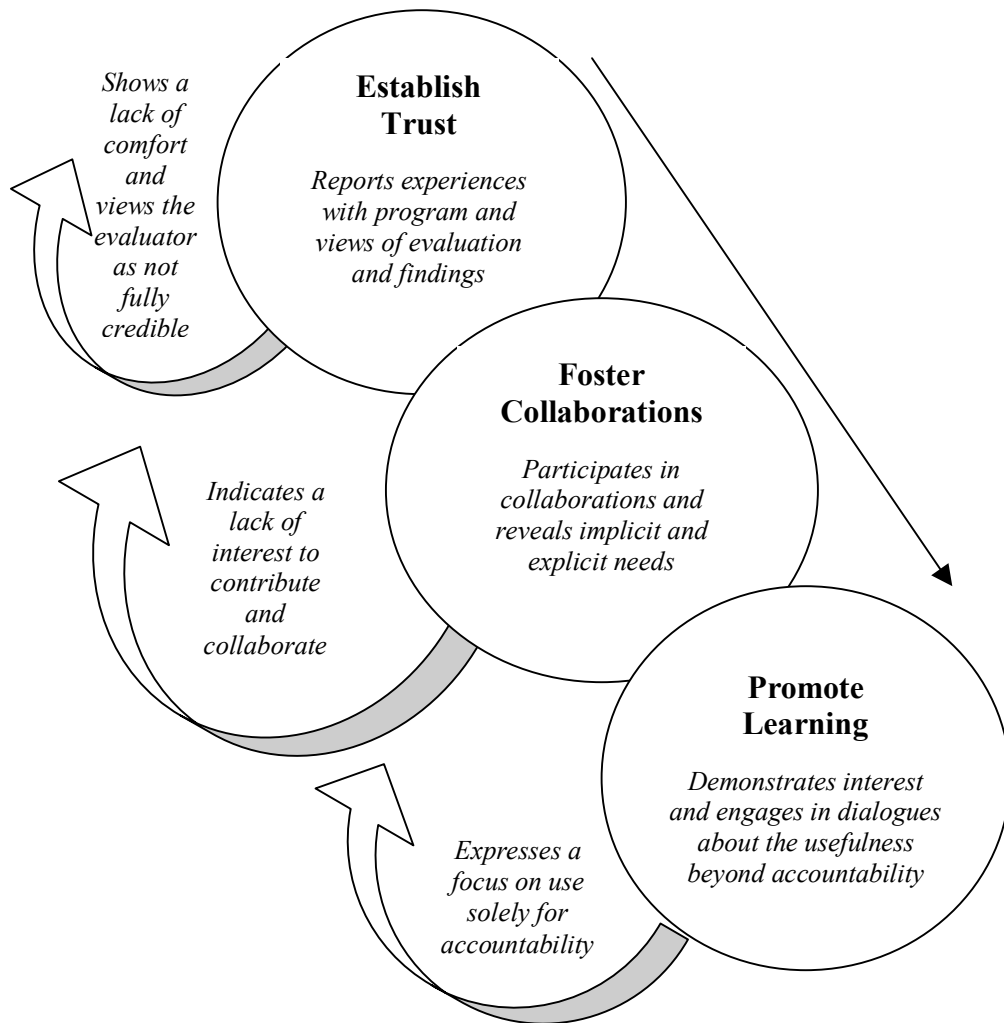 Shows a
lack of
comfort
and
views the
evaluator
as not
fully
credible
Establish
Trust
Reports experiences
with program and
views of evaluation
and findings
Indicates a
lack of
interest to
contribute
and
collaborate
Foster
Collaborations
Participates in
collaborations and
reveals implicit and
explicit needs
Expresses a
focus on use
solely for
accountability
Promote
Learning
Demonstrates interest
and engages in dialogues
about the usefulness
beyond accountability